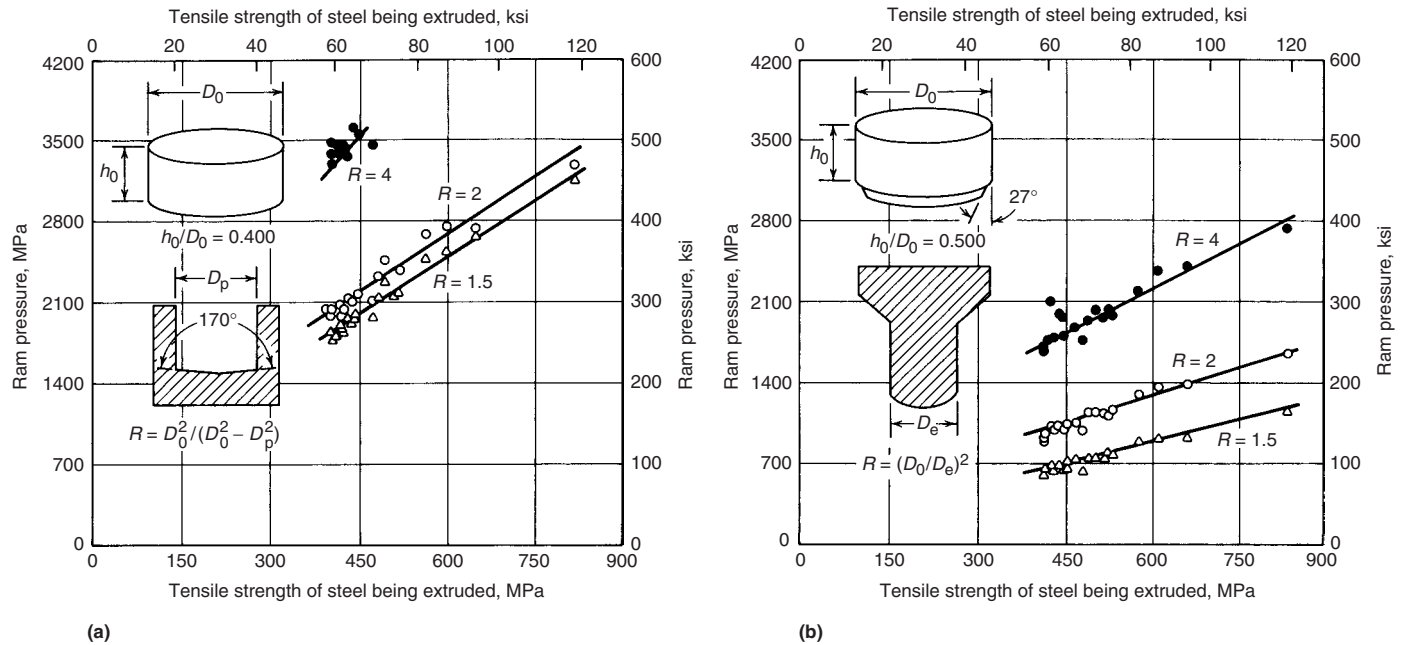 Tensile strength of steel being extruded, ksi
0 20 40 60 80 100 120
4200
3500
2800
2100
1400
700
0
Ram pressure, MPa
600
500
400
300
200
100
0
Ram pressure, ksi
D0
h0
h0/D0 = 0.400
Dp
170°
R = D0²/(D0² – Dp²)
R = 4
R = 2
R = 1.5
0 150 300 450 600 750 900
Tensile strength of steel being extruded, MPa
(a)
Tensile strength of steel being extruded, ksi
0 20 40 60 80 100 120
4200
3500
2800
2100
1400
700
0
Ram pressure, MPa
600
500
400
300
200
100
0
Ram pressure, ksi
D0
h0
27°
h0/D0 = 0.500
De
R = (D0/De)²
R = 4
R = 2
R = 1.5
0 150 300 450 600 750 900
Tensile strength of steel being extruded, MPa
(b)